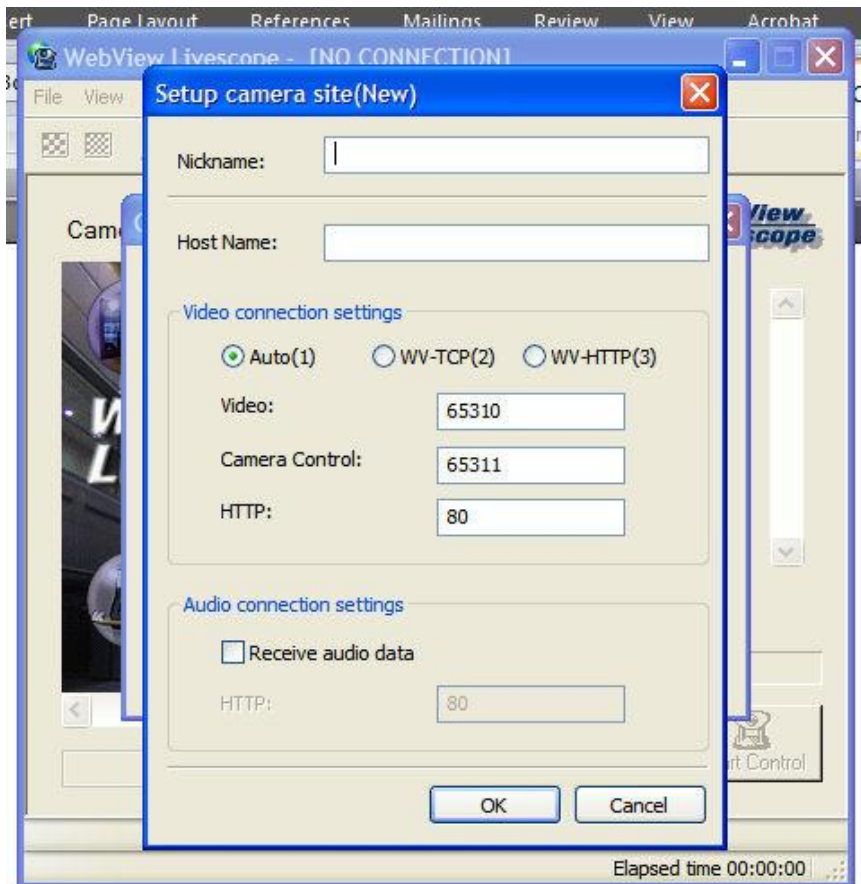 Page Layout References Mailings Review View Acrobat
WebView Livescope - [NO CONNECTION]
File View
Setup camera site(New)
Nickname:
Host Name:
Video connection settings
Auto(1) WV-TCP(2) WV-HTTP(3)
Video: 65310
Camera Control: 65311
HTTP: 80
Audio connection settings
Receive audio data
HTTP: 80
OK Cancel
Control
Elapsed time 00:00:00